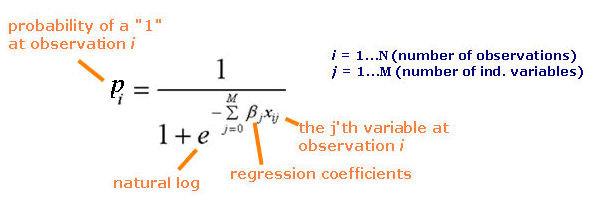 probability of a "1"
at observation i
i = 1...N (number of observations)
j = 1...M (number of ind. variables)
p_i = 1 / (1 + e^(-∑_{j=0}^{M} β_j x_ij))
the j'th variable at
observation i
regression coefficients
natural log